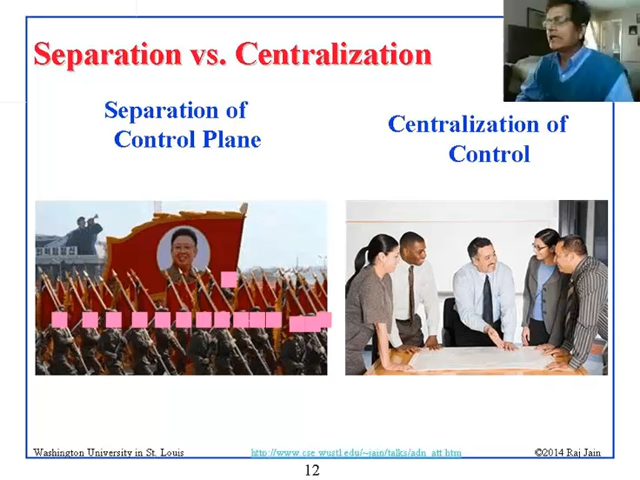 Separation vs. Centralization
Separation of
Control Plane
Centralization of
Control
Washington University in St. Louis
http://www.cse.wustl.edu/~jain/talks/adn_att.htm
©2014 Raj Jain
12